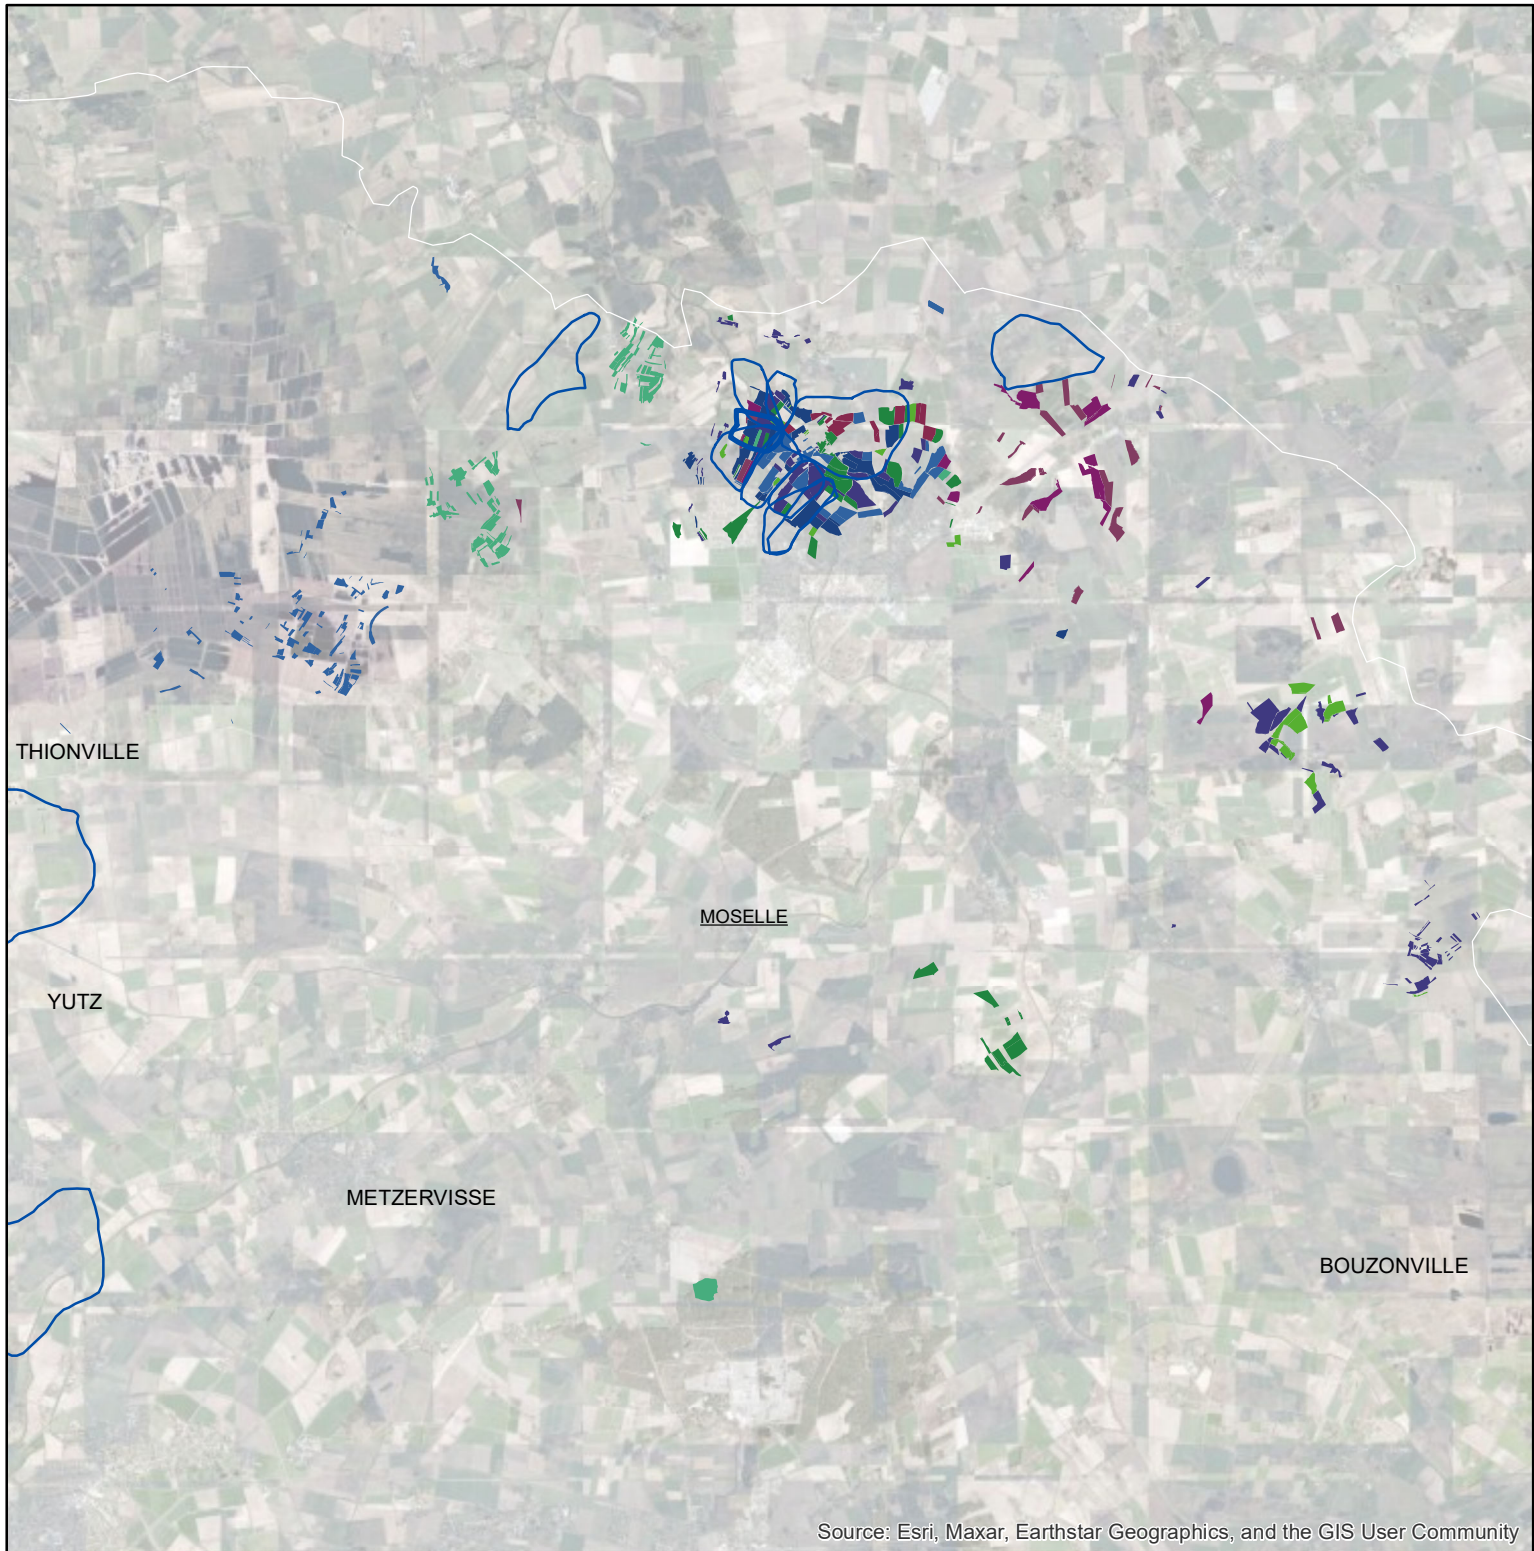 THIONVILLE
MOSELLE
YUTZ
METZERVISSE
BOUZONVILLE
Source: Esri, Maxar, Earthstar Geographics, and the GIS User Community